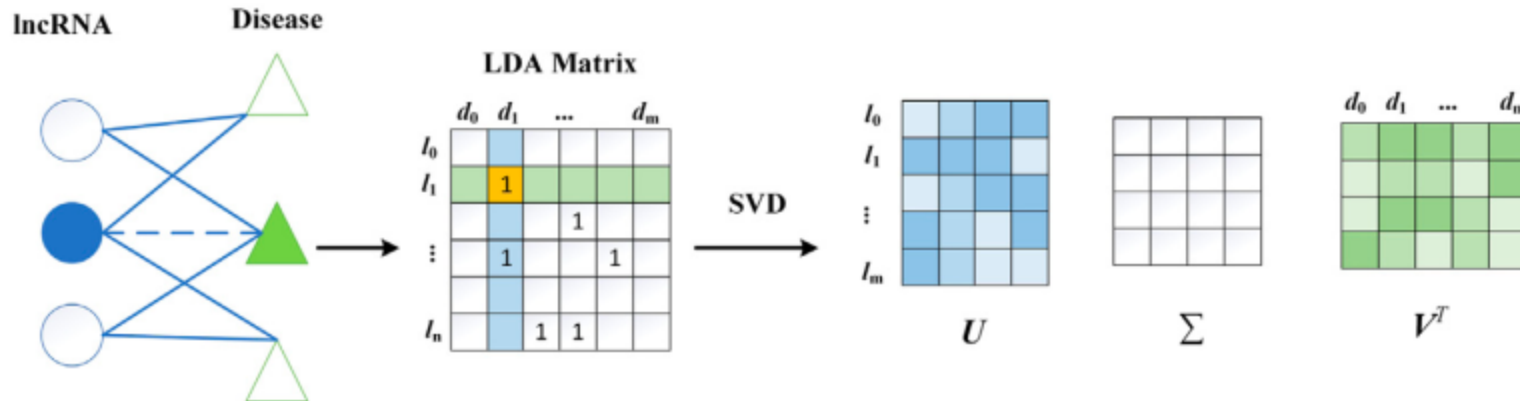 lncRNA
Disease
LDA Matrix
d₀ d₁ ... dₘ
l₀
l₁ 1
1
⋮ 1 1
lₙ 1 1
SVD
l₀
l₁
⋮
lₘ
U
Σ
d₀ d₁ ...
Vᵀ